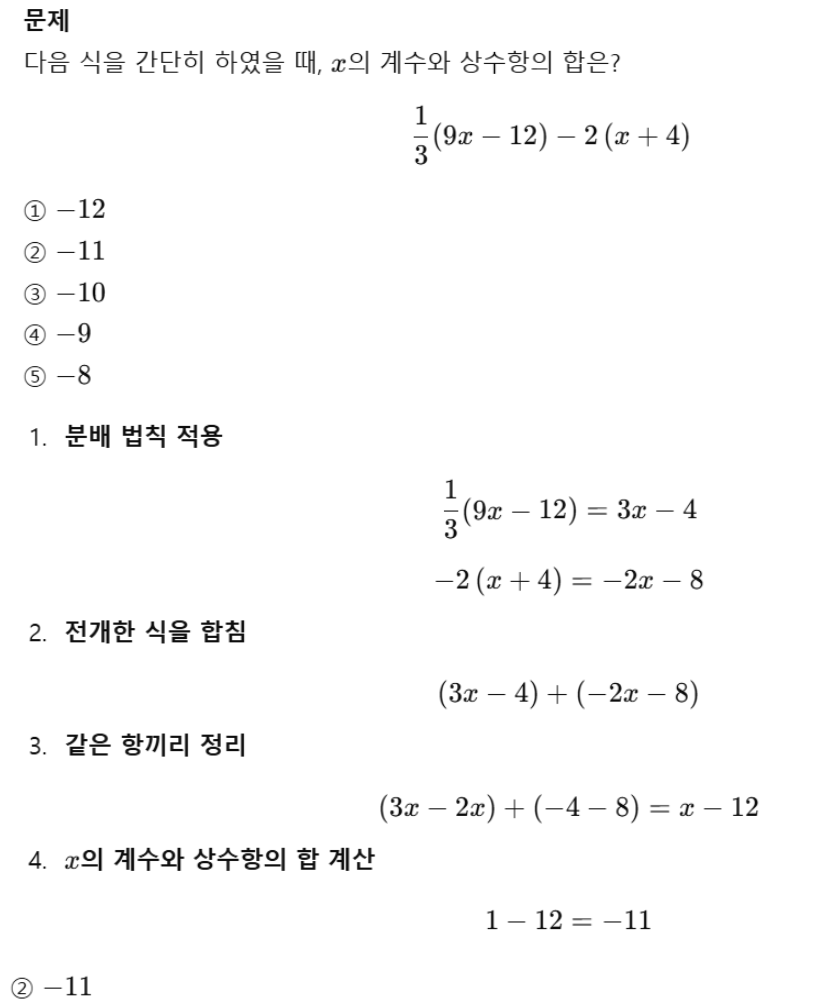 문제
다음 식을 간단히 하였을 때, x의 계수와 상수항의 합은?
\frac{1}{3}(9x − 12) − 2 (x + 4)
① −12
② −11
③ −10
④ −9
⑤ −8
1. 분배 법칙 적용
\frac{1}{3}(9x − 12) = 3x − 4
−2 (x + 4) = −2x − 8
2. 전개한 식을 합침
(3x − 4) + (−2x − 8)
3. 같은 항끼리 정리
(3x − 2x) + (−4 − 8) = x − 12
4. x의 계수와 상수항의 합 계산
1 − 12 = −11
② −11